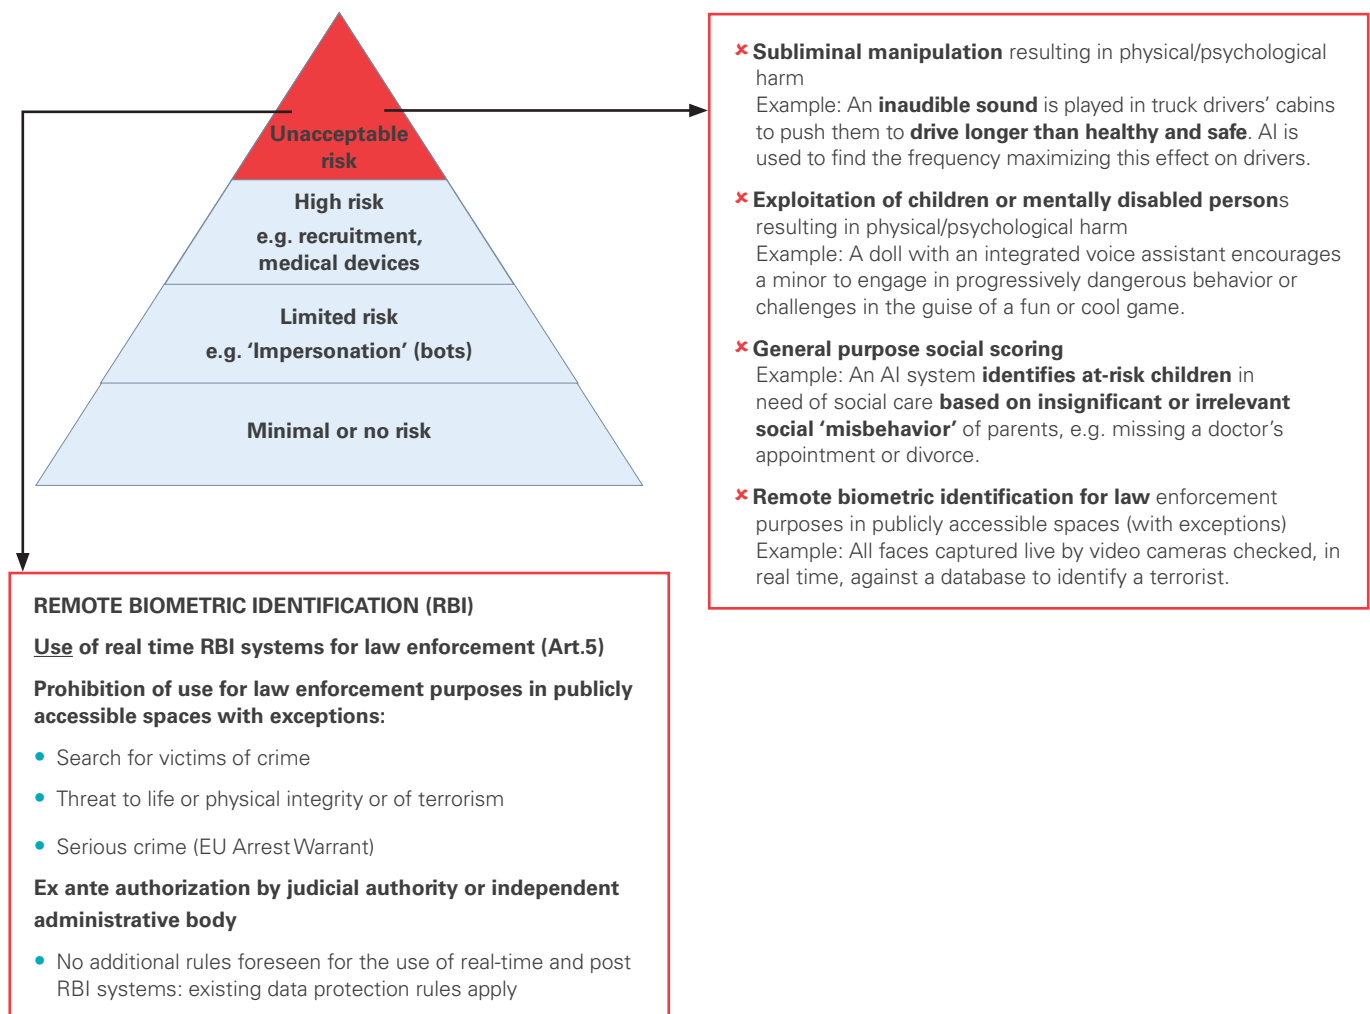 Unacceptable
risk
High risk
e.g. recruitment,
medical devices
Limited risk
e.g. ‘Impersonation’ (bots)
Minimal or no risk
× Subliminal manipulation resulting in physical/psychological
harm
Example: An inaudible sound is played in truck drivers’ cabins
to push them to drive longer than healthy and safe. AI is
used to find the frequency maximizing this effect on drivers.
× Exploitation of children or mentally disabled persons
resulting in physical/psychological harm
Example: A doll with an integrated voice assistant encourages
a minor to engage in progressively dangerous behavior or
challenges in the guise of a fun or cool game.
× General purpose social scoring
Example: An AI system identifies at-risk children in
need of social care based on insignificant or irrelevant
social ‘misbehavior’ of parents, e.g. missing a doctor’s
appointment or divorce.
× Remote biometric identification for law enforcement
purposes in publicly accessible spaces (with exceptions)
Example: All faces captured live by video cameras checked, in
real time, against a database to identify a terrorist.
REMOTE BIOMETRIC IDENTIFICATION (RBI)
Use of real time RBI systems for law enforcement (Art.5)
Prohibition of use for law enforcement purposes in publicly
accessible spaces with exceptions:
• Search for victims of crime
• Threat to life or physical integrity or of terrorism
• Serious crime (EU Arrest Warrant)
Ex ante authorization by judicial authority or independent
administrative body
• No additional rules foreseen for the use of real-time and post
RBI systems: existing data protection rules apply